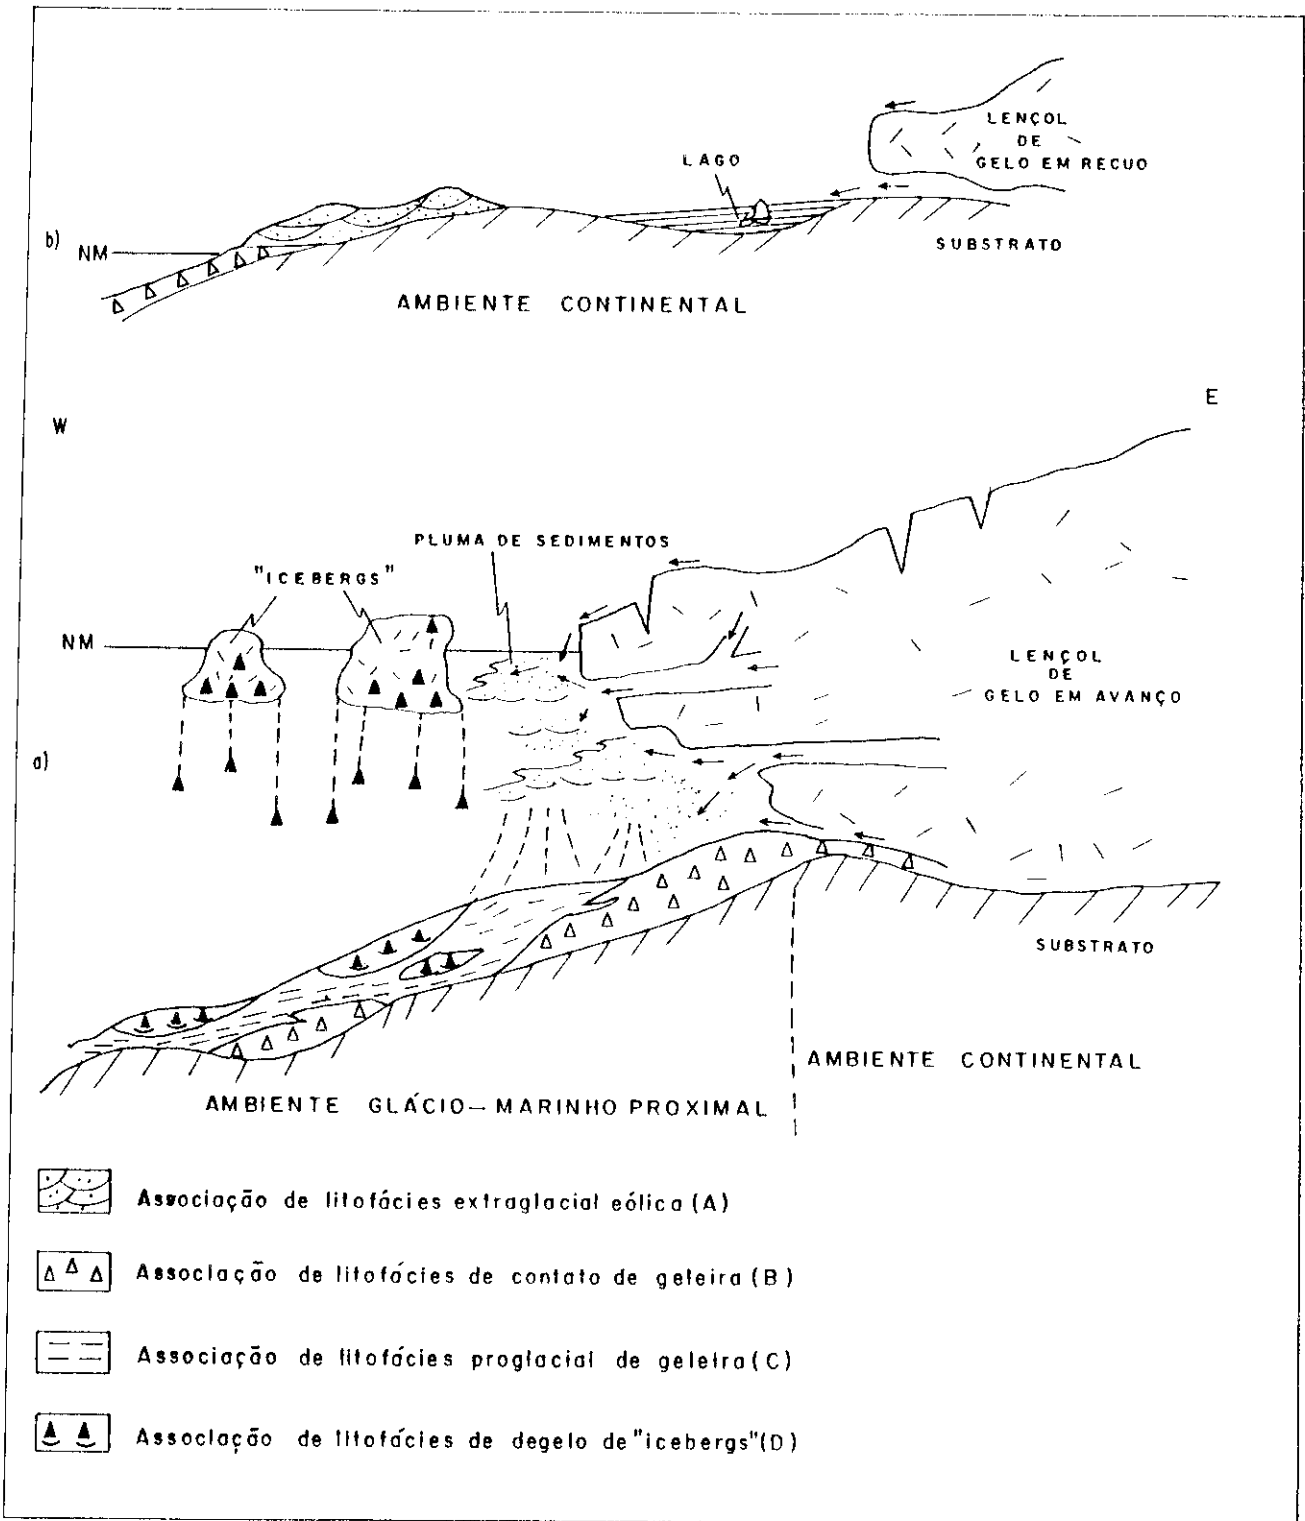 LENÇOL
DE
GELO EM RECUO
LAGO
b) NM
SUBSTRATO
AMBIENTE CONTINENTAL
W
E
PLUMA DE SEDIMENTOS
"ICEBERGS"
NM
LENÇOL
DE
GELO EM AVANÇO
a)
SUBSTRATO
AMBIENTE CONTINENTAL
AMBIENTE GLÁCIO-MARINHO PROXIMAL
Associação de litofácies extraglacial eólica (A)
Associação de litofácies de contato de geleira (B)
Associação de litofácies proglacial de geleira (C)
Associação de litofácies de degelo de "icebergs" (D)